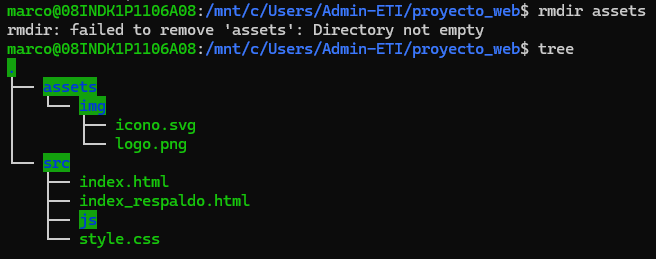 marco@08INDK1P1106A08:/mnt/c/Users/Admin-ETI/proyecto_web$ rmdir assets
rmdir: failed to remove 'assets': Directory not empty
marco@08INDK1P1106A08:/mnt/c/Users/Admin-ETI/proyecto_web$ tree
.
├── assets
│   └── img
│       ├── icono.svg
│       └── logo.png
└── src
    ├── index.html
    ├── index_respaldo.html
    ├── js
    └── style.css